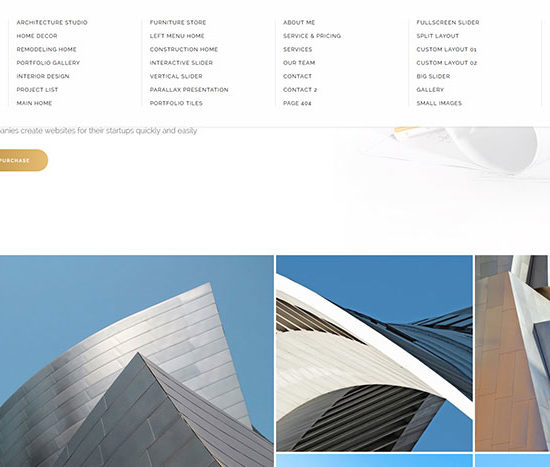 ARCHITECTURE STUDIO
HOME DECOR
REMODELING HOME
PORTFOLIO GALLERY
INTERIOR DESIGN
PROJECT LIST
MAIN HOME
FURNITURE STORE
LEFT MENU HOME
CONSTRUCTION HOME
INTERACTIVE SLIDER
VERTICAL SLIDER
PARALLAX PRESENTATION
PORTFOLIO TILES
ABOUT ME
SERVICE & PRICING
SERVICES
OUR TEAM
CONTACT
CONTACT 2
PAGE 404
FULLSCREEN SLIDER
SPLIT LAYOUT
CUSTOM LAYOUT 01
CUSTOM LAYOUT 02
BIG SLIDER
GALLERY
SMALL IMAGES
anies create websites for their startups quickly and easily
PURCHASE